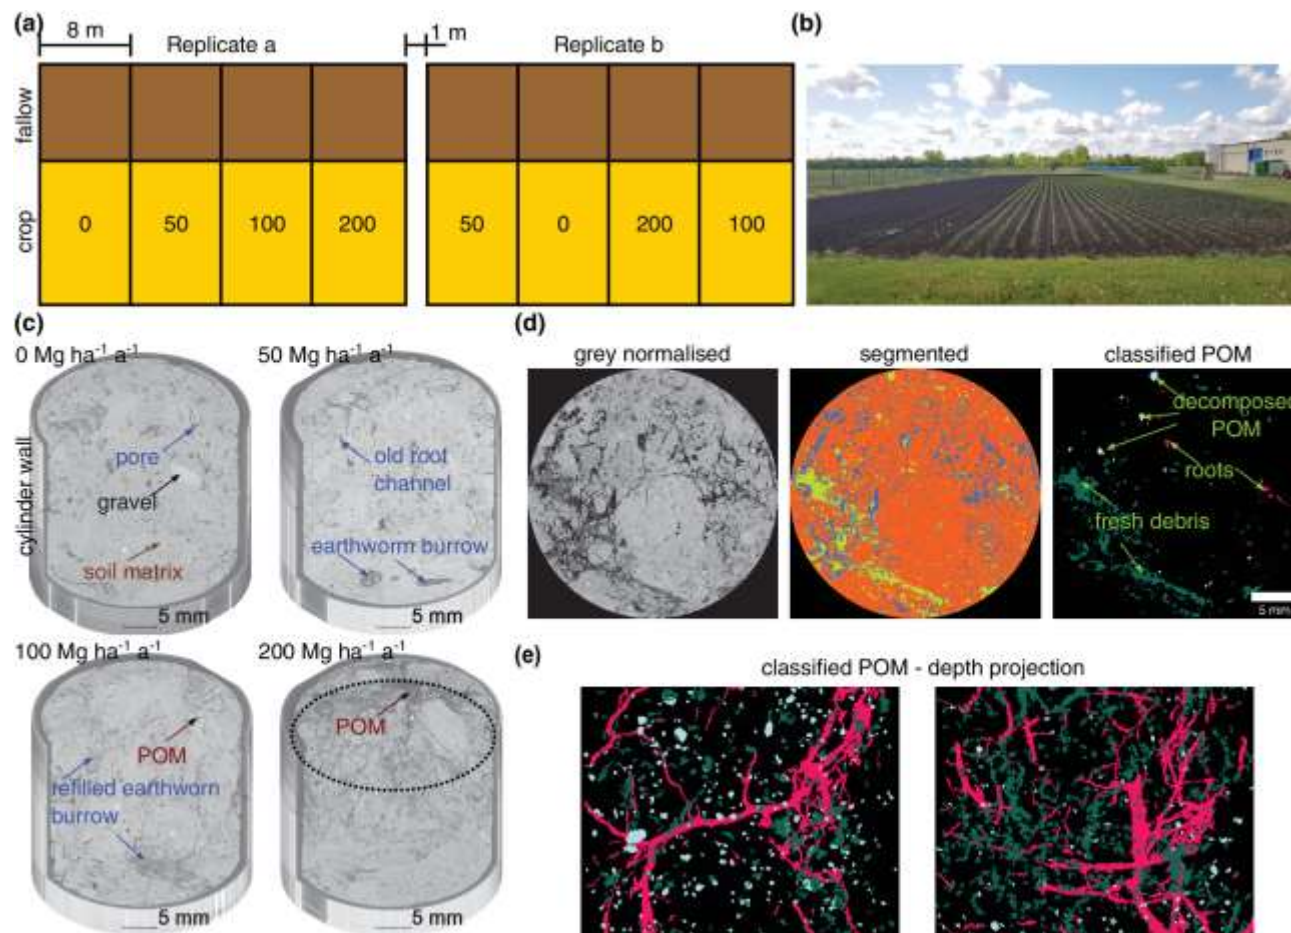 (a)
8 m
Replicate a
1 m
Replicate b
fallow
crop
0
50
100
200
50
0
200
100
(b)
(c)
0 Mg ha⁻¹ a⁻¹
50 Mg ha⁻¹ a⁻¹
cylinder wall
pore
gravel
soil matrix
5 mm
old root
channel
earthworm burrow
5 mm
100 Mg ha⁻¹ a⁻¹
200 Mg ha⁻¹ a⁻¹
POM
refilled earthworn
burrow
5 mm
POM
5 mm
(d)
grey normalised
segmented
classified POM
decomposed
POM
roots
fresh debris
5 mm
(e)
classified POM - depth projection